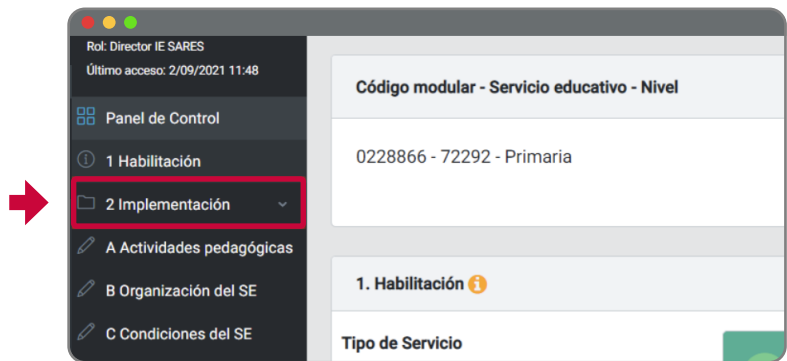 Rol: Director IE SARES
Último acceso: 2/09/2021 11:48
Panel de Control
1 Habilitación
2 Implementación
A Actividades pedagógicas
B Organización del SE
C Condiciones del SE
Código modular - Servicio educativo - Nivel
0228866 - 72292 - Primaria
1. Habilitación
Tipo de Servicio